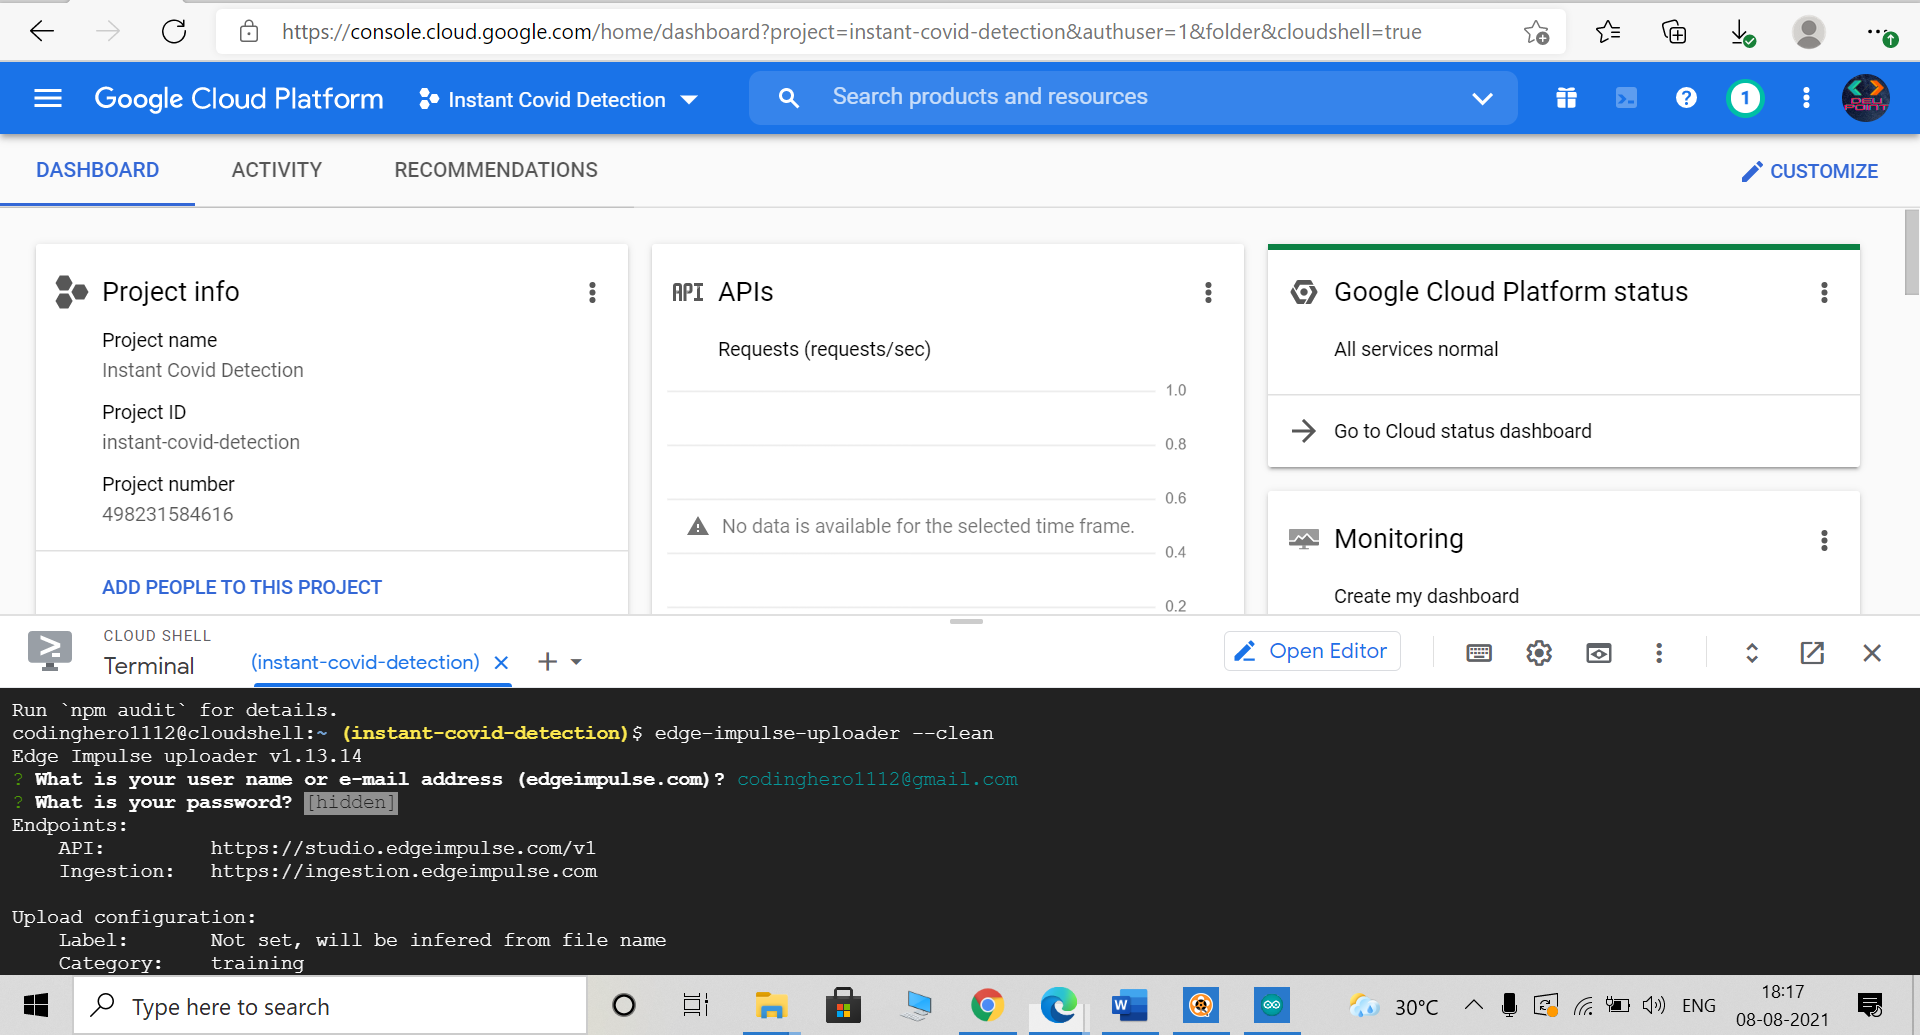 https://console.cloud.google.com/home/dashboard?project=instant-covid-detection&authuser=1&folder&cloudshell=true
Google Cloud Platform
Instant Covid Detection
Search products and resources
1
DASHBOARD
ACTIVITY
RECOMMENDATIONS
CUSTOMIZE
Project info
Project name
Instant Covid Detection
Project ID
instant-covid-detection
Project number
498231584616
ADD PEOPLE TO THIS PROJECT
API APIs
Requests (requests/sec)
1.0
0.8
0.6
No data is available for the selected time frame.
0.4
0.2
Google Cloud Platform status
All services normal
Go to Cloud status dashboard
Monitoring
Create my dashboard
CLOUD SHELL
Terminal
(instant-covid-detection)
Open Editor
Run `npm audit` for details.
codinghero1112@cloudshell:~ (instant-covid-detection)$ edge-impulse-uploader --clean
Edge Impulse uploader v1.13.14
? What is your user name or e-mail address (edgeimpulse.com)? codinghero1112@gmail.com
? What is your password? [hidden]
Endpoints:
API: https://studio.edgeimpulse.com/v1
Ingestion: https://ingestion.edgeimpulse.com
Upload configuration:
Label: Not set, will be infered from file name
Category: training
Type here to search
30°C
ENG
18:17
08-08-2021